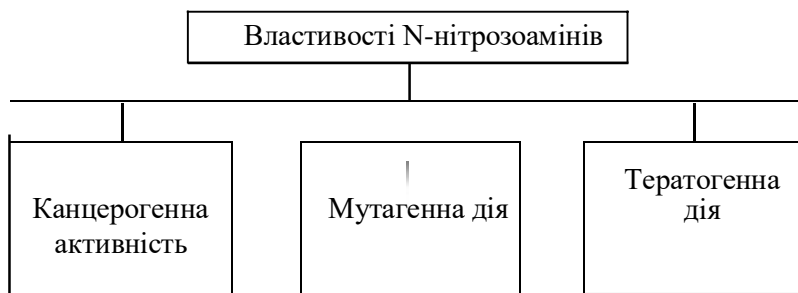 Властивості N-нітрозоамінів
Канцерогенна
активність
Мутагенна дія
Тератогенна
дія